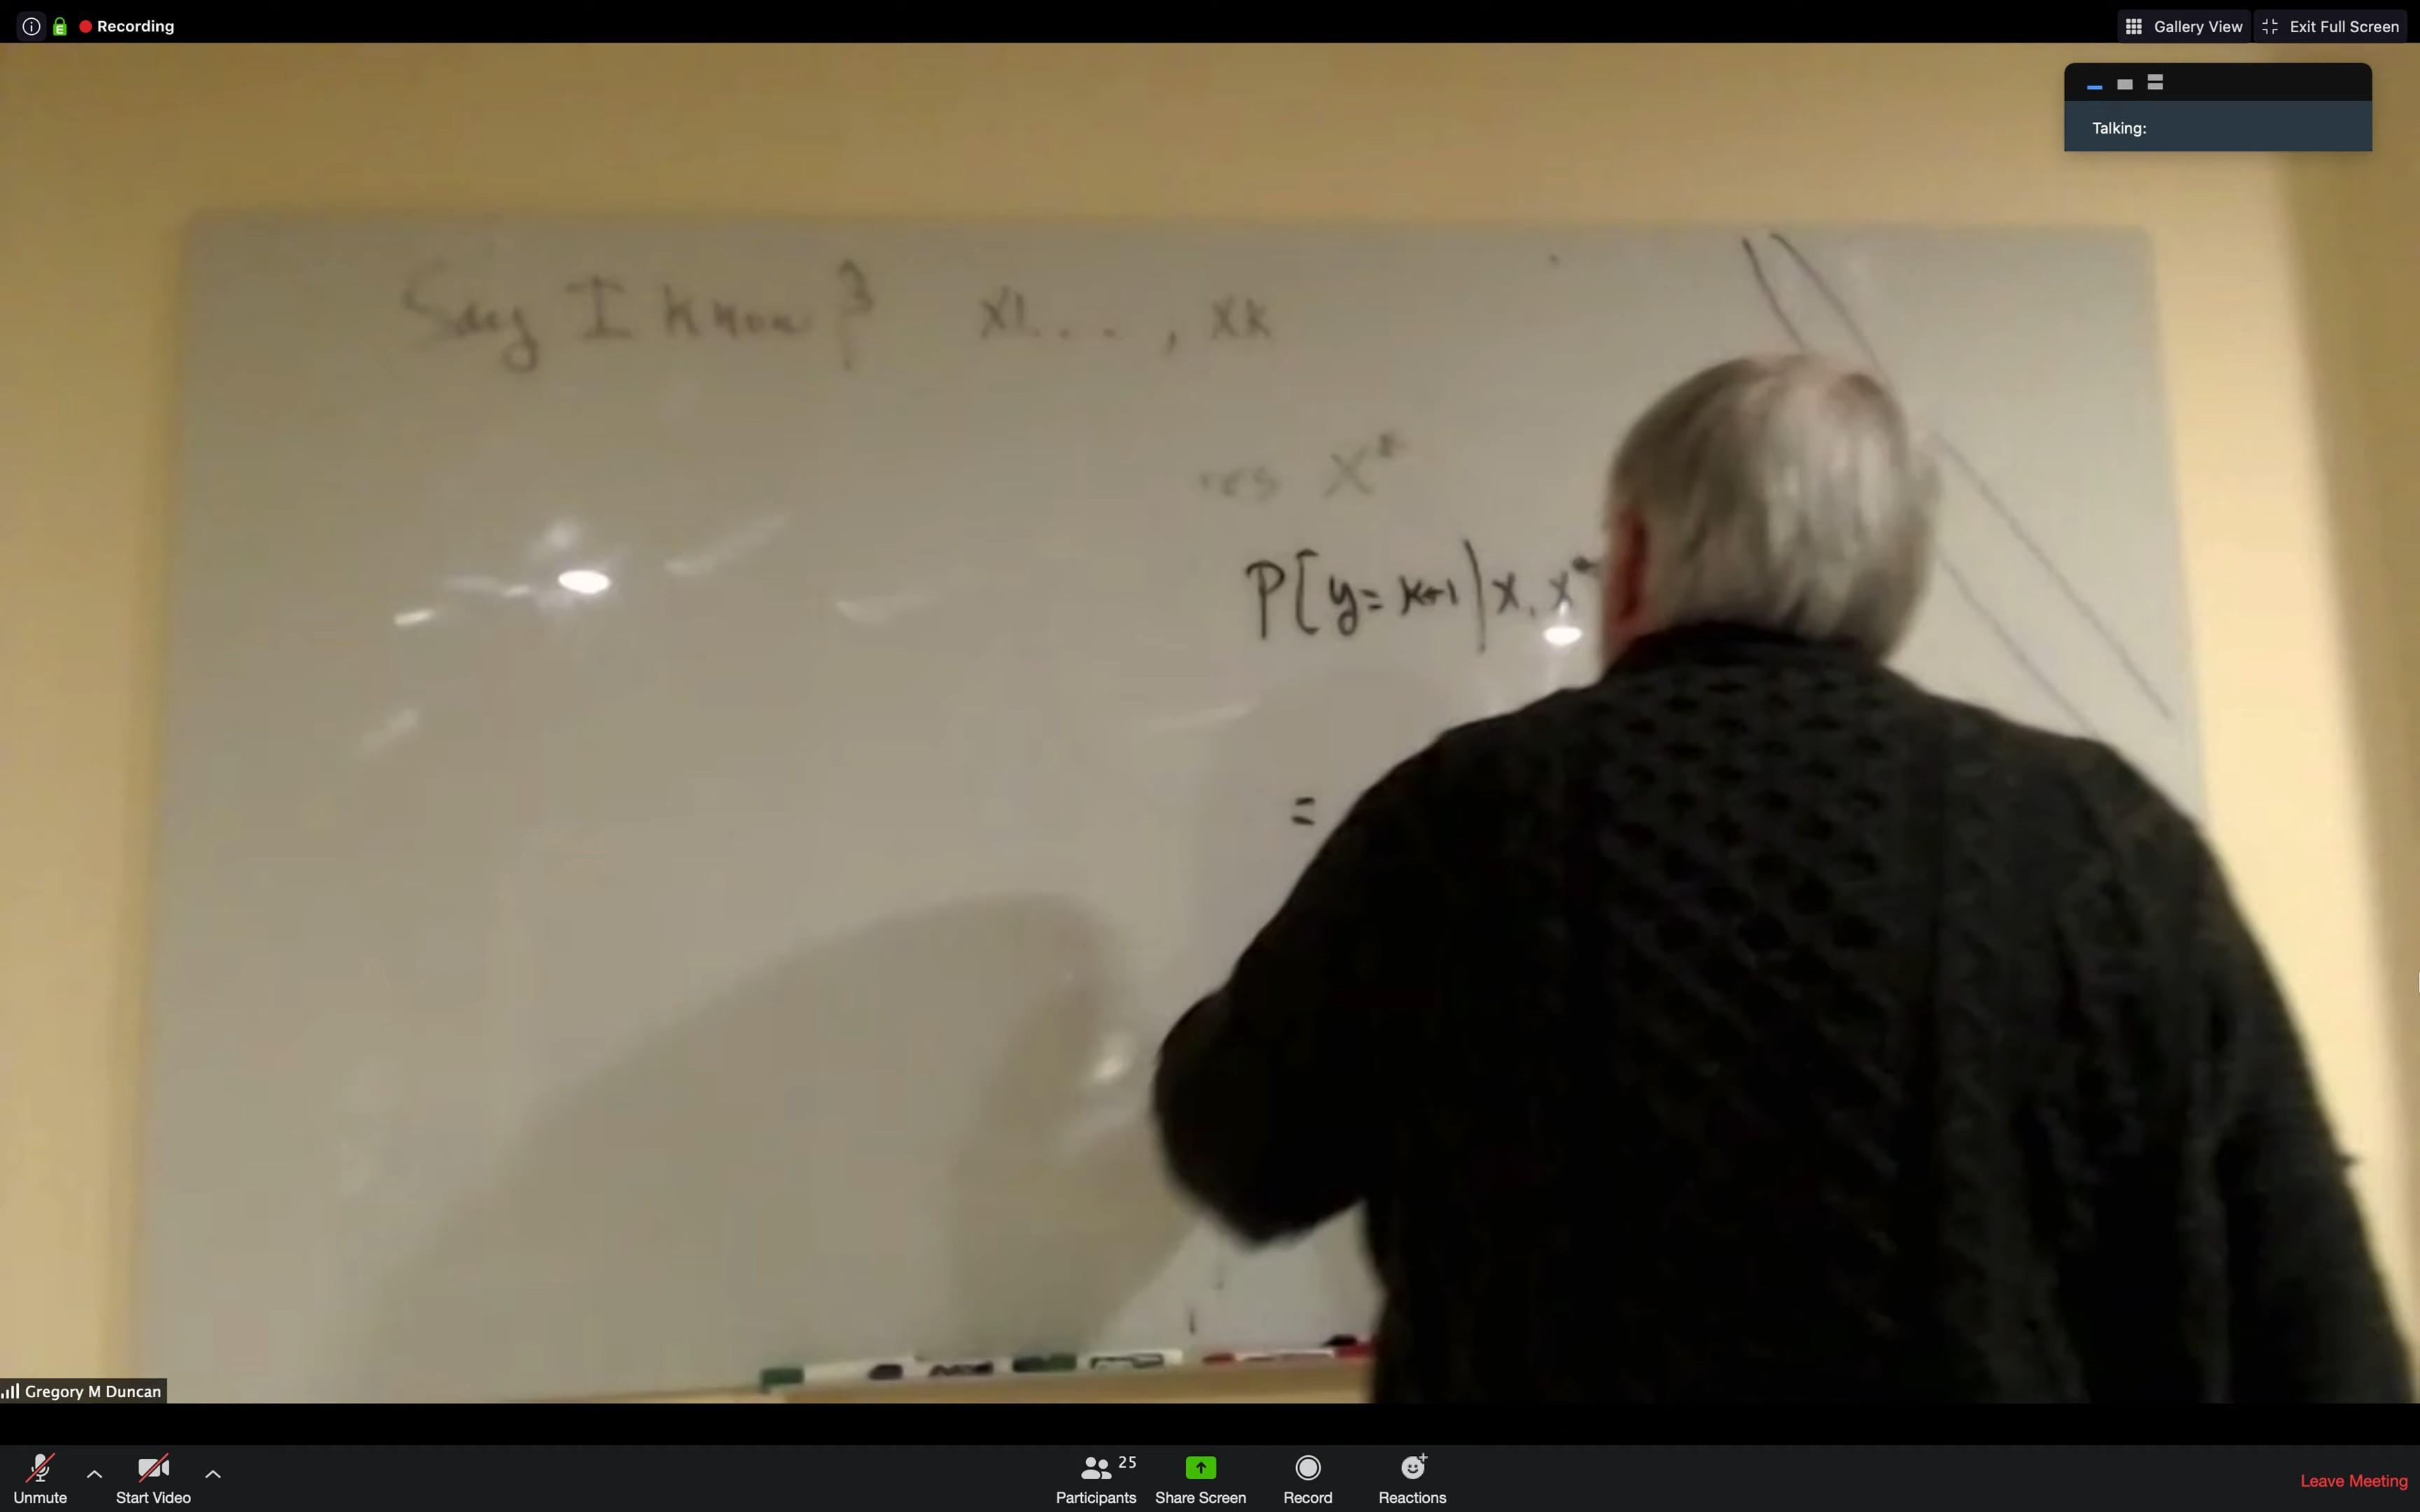 Recording
Gallery View Exit Full Screen
Talking:
Say I know β x1..., xk
res X*
P[y=k+1|x, x*
=
Gregory M Duncan
25
Unmute Start Video Participants Share Screen Record Reactions Leave Meeting